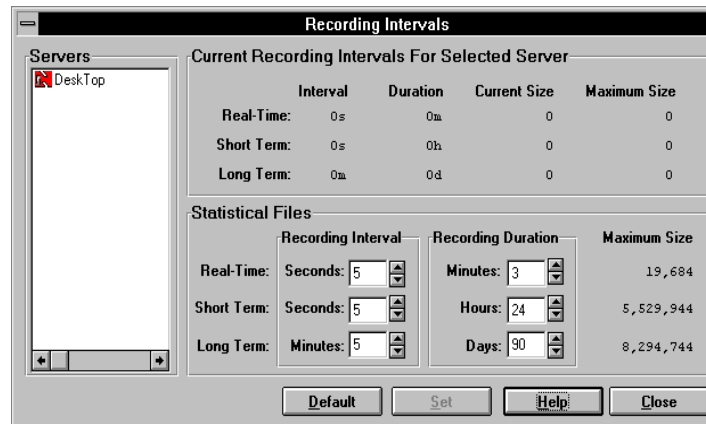 Recording Intervals
Servers
DeskTop
Current Recording Intervals For Selected Server
Interval Duration Current Size Maximum Size
Real-Time: 0s 0m 0 0
Short Term: 0s 0h 0 0
Long Term: 0m 0d 0 0
Statistical Files
Recording Interval Recording Duration Maximum Size
Real-Time: Seconds: 5 Minutes: 3 19,684
Short Term: Seconds: 5 Hours: 24 5,529,944
Long Term: Minutes: 5 Days: 90 8,294,744
Default Set Help Close